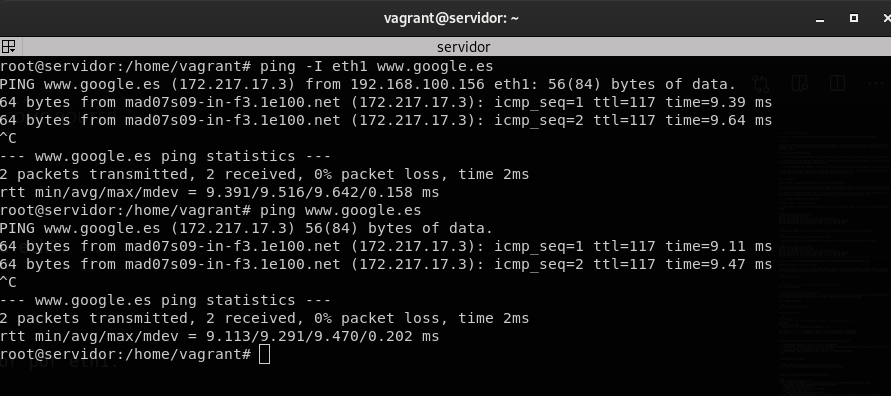 vagrant@servidor: ~
servidor
root@servidor:/home/vagrant# ping -I eth1 www.google.es
PING www.google.es (172.217.17.3) from 192.168.100.156 eth1: 56(84) bytes of data.
64 bytes from mad07s09-in-f3.1e100.net (172.217.17.3): icmp_seq=1 ttl=117 time=9.39 ms
64 bytes from mad07s09-in-f3.1e100.net (172.217.17.3): icmp_seq=2 ttl=117 time=9.64 ms
^C
--- www.google.es ping statistics ---
2 packets transmitted, 2 received, 0% packet loss, time 2ms
rtt min/avg/max/mdev = 9.391/9.516/9.642/0.158 ms
root@servidor:/home/vagrant# ping www.google.es
PING www.google.es (172.217.17.3) 56(84) bytes of data.
64 bytes from mad07s09-in-f3.1e100.net (172.217.17.3): icmp_seq=1 ttl=117 time=9.11 ms
64 bytes from mad07s09-in-f3.1e100.net (172.217.17.3): icmp_seq=2 ttl=117 time=9.47 ms
^C
--- www.google.es ping statistics ---
2 packets transmitted, 2 received, 0% packet loss, time 2ms
rtt min/avg/max/mdev = 9.113/9.291/9.470/0.202 ms
root@servidor:/home/vagrant#
por eth1.